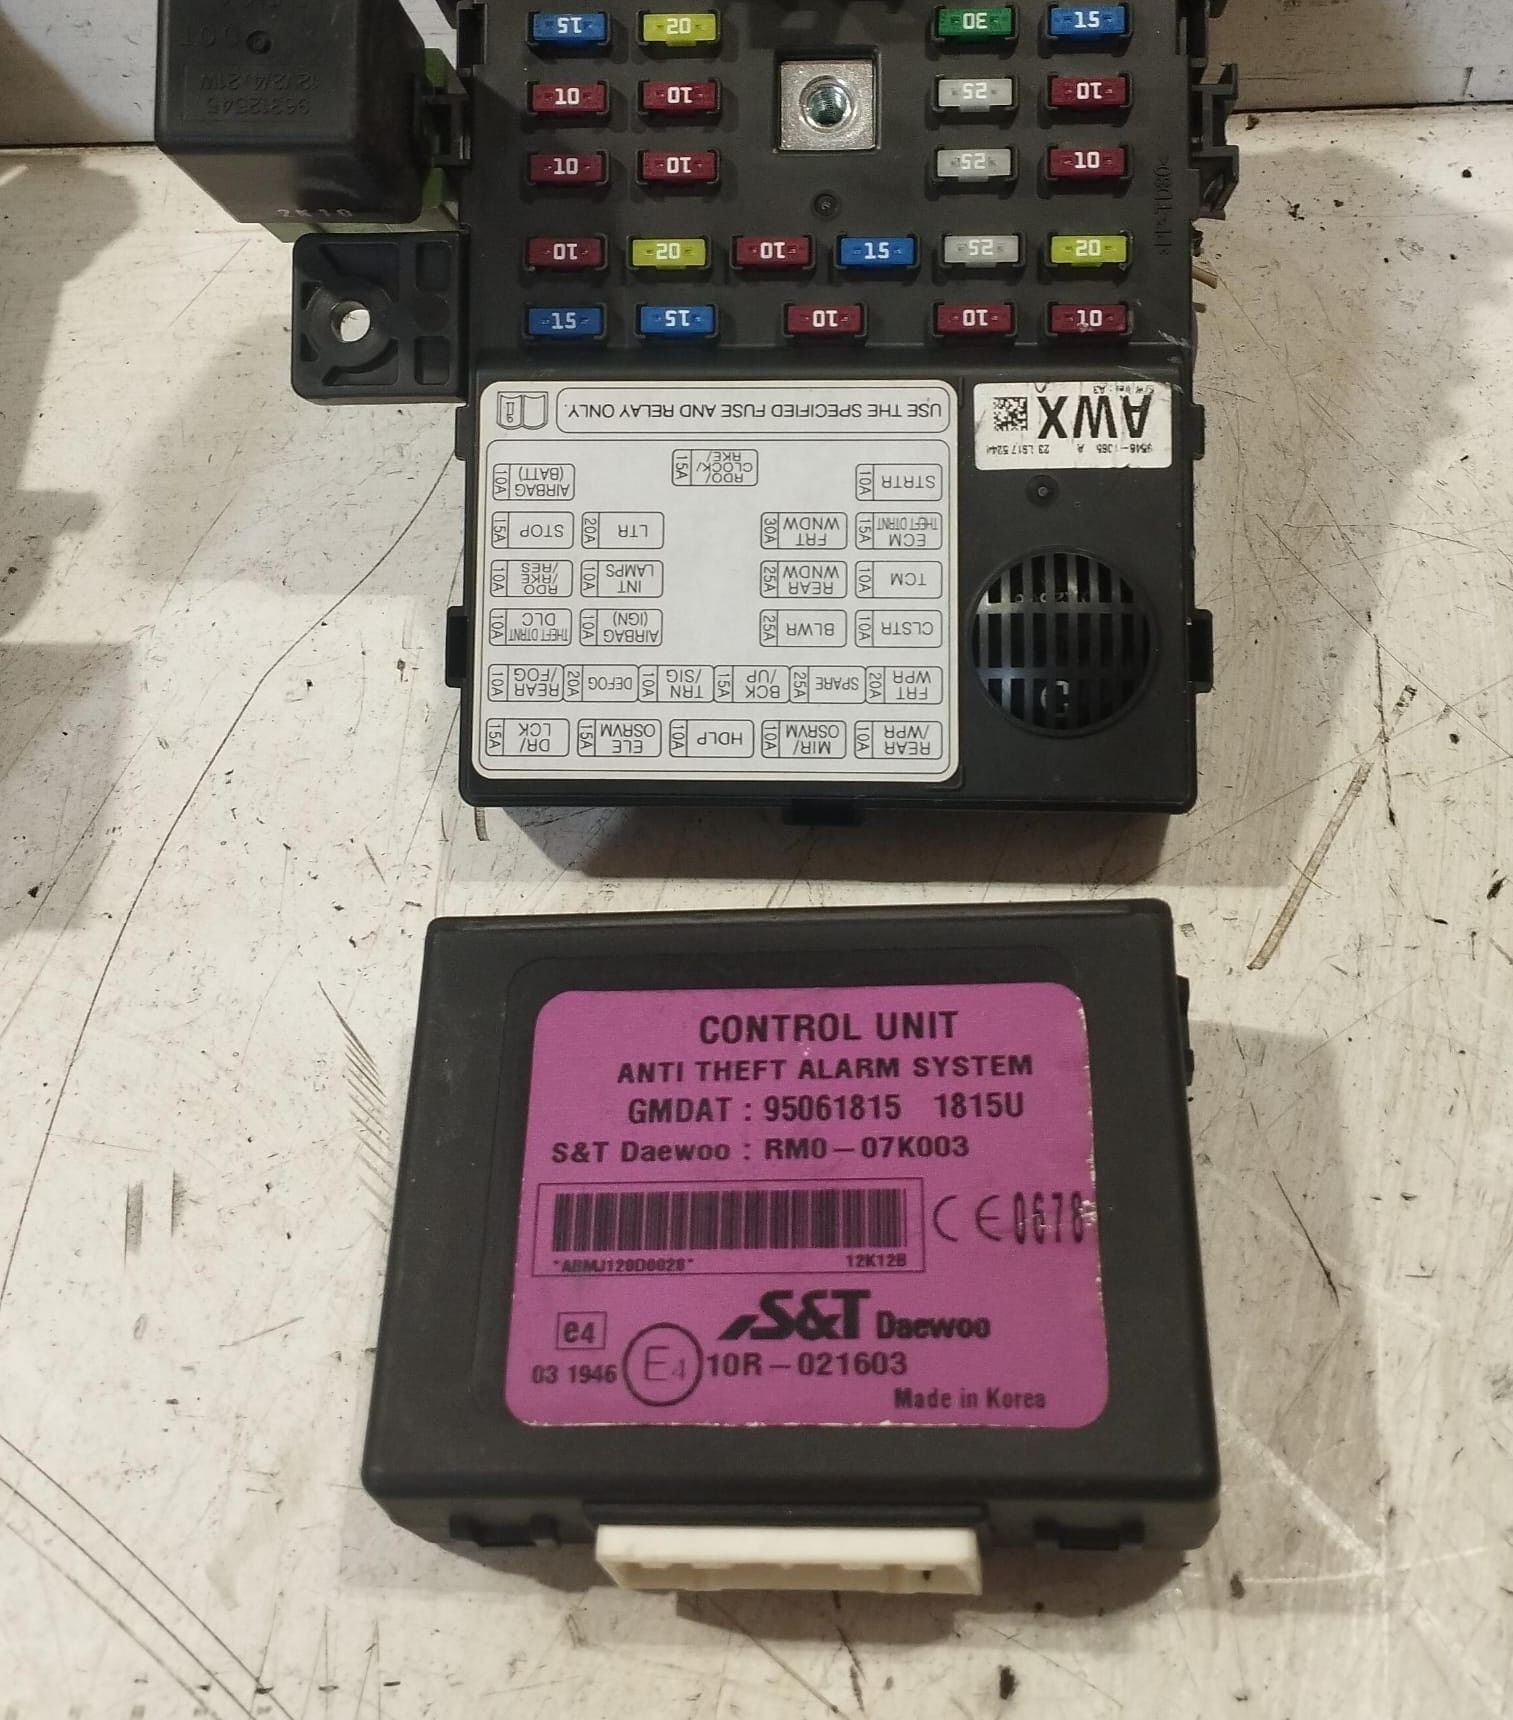 12V2/4.21W
96312545
2K10
15 20 30 15
10 10 25 10
10 10 25 10
10 20 10 15 25 20
15 15 10 10 10
USE THE SPECIFIED FUSE AND RELAY ONLY.
AWX
AIRBAG (BATT) 10A
RDO/ CLOCK/ RKE/ 15A
STRTR 10A
STOP 15A
LTR 20A
FRT WNDW 30A
ECM THEFT DTRNT 15A
RDO /RKE /RES 10A
INT LAMPS 10A
REAR WNDW 25A
TCM 10A
THEFT DTRNT DLC 10A
AIRBAG (IGN) 10A
BLWR 25A
CLSTR 10A
REAR /FOG 10A
DEFOG 20A
TRN /SIG 10A
BCK /UP 15A
SPARE 25A
FRT WPR 20A
DR/ LCK 15A
ELE OSRVM 15A
HDLP 10A
MIR/ OSRVM 10A
REAR /WPR 10A
CONTROL UNIT
ANTI THEFT ALARM SYSTEM
GMDAT : 95061815 1815U
S&T Daewoo : RM0-07K003
CE0678
*ABMJ120D0028* 12K12B
S&T Daewoo
e4
03 1946 E4 10R-021603
Made in Korea